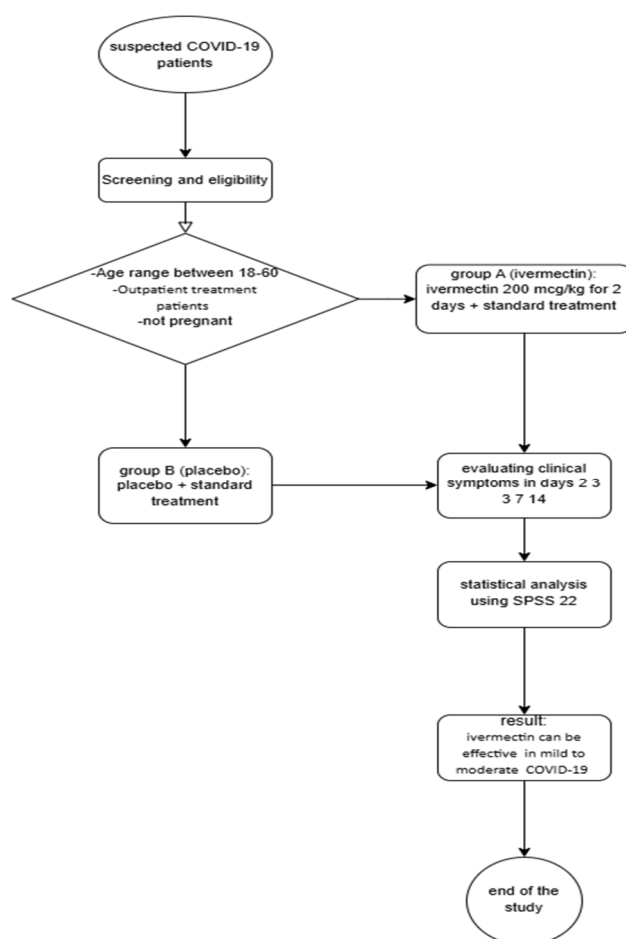 suspected COVID-19
patients
Screening and eligibility
-Age range between 18-60
-Outpatient treatment
patients
-not pregnant
group A (ivermectin):
ivermectin 200 mcg/kg for 2
days + standard treatment
group B (placebo):
placebo + standard
treatment
evaluating clinical
symptoms in days 2 3
3 7 14
statistical analysis
using SPSS 22
result:
ivermectin can be
effective in mild to
moderate COVID-19
end of the
study